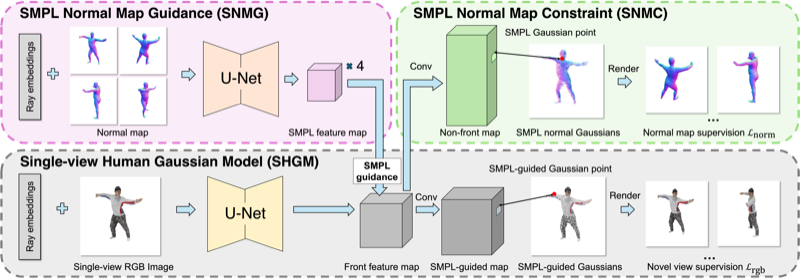 SMPL Normal Map Guidance (SNMG)
Ray embeddings
Normal map
U-Net
× 4
SMPL feature map
SMPL Normal Map Constraint (SNMC)
Conv
SMPL Gaussian point
Render
...
Non-front map
SMPL normal Gaussians
Normal map supervision ℒnorm
SMPL
guidance
Single-view Human Gaussian Model (SHGM)
Ray embeddings
Single-view RGB Image
U-Net
Front feature map
Conv
SMPL-guided map
SMPL-guided Gaussian point
SMPL-guided Gaussians
Render
...
Novel view supervision ℒrgb